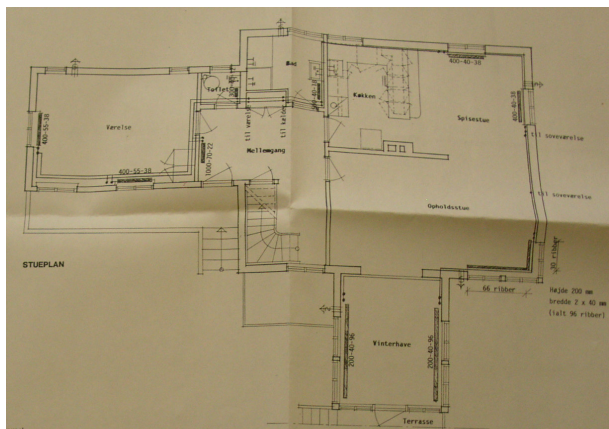 Bad
400-40-38
Toilet
Køkken
400-40-38
Spisestue
Værelse
400-55-38
til værelse
til kælder
Mellemgang
1000-70-22
400-55-38
til soveværelse
til soveværelse
Opholdsstue
STUEPLAN
30 ribber
66 ribber
Højde 200 mm
bredde 2 x 40 mm
(ialt 96 ribber)
200-40-96
Vinterhave
200-40-96
Terrasse